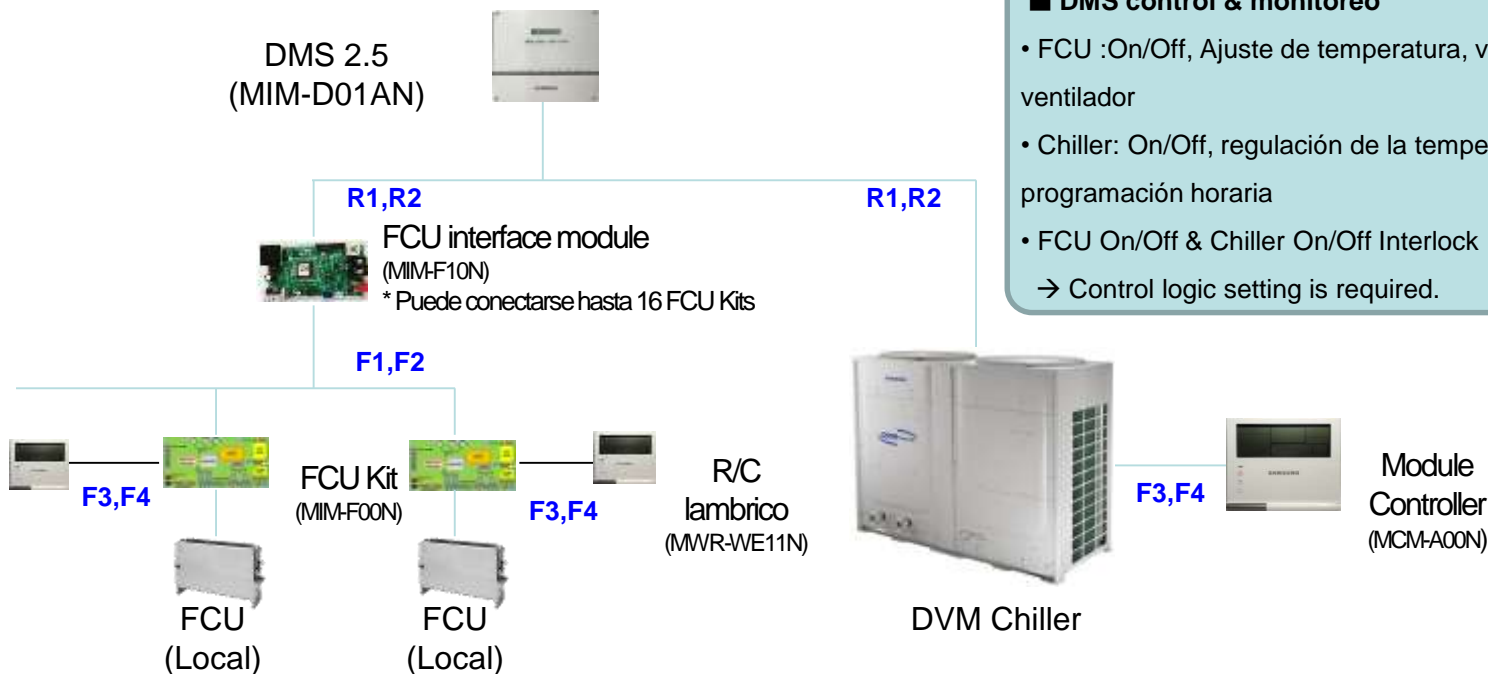 ■ DMS control & monitoreo
• FCU :On/Off, Ajuste de temperatura,
ventilador
• Chiller: On/Off, regulación de la
programación horaria
• FCU On/Off & Chiller On/Off Interlock
→ Control logic setting is required.
DMS 2.5
(MIM-D01AN)
R1,R2
R1,R2
FCU interface module
(MIM-F10N)
* Puede conectarse hasta 16 FCU Kits
F1,F2
F3,F4
FCU Kit
(MIM-F00N)
F3,F4
R/C
lambrico
(MWR-WE11N)
SAMSUNG
F3,F4
Module
Controller
(MCM-A00N)
FCU
(Local)
FCU
(Local)
DVM Chiller